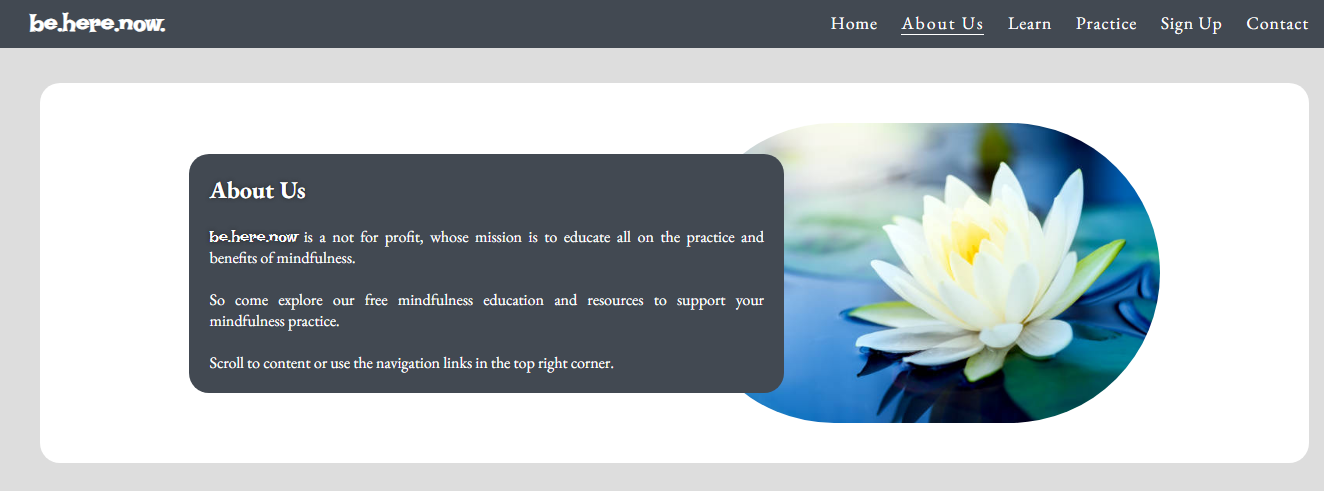 be.here.now.
Home About Us Learn Practice Sign Up Contact
About Us
be.here.now is a not for profit, whose mission is to educate all on the practice and
benefits of mindfulness.
So come explore our free mindfulness education and resources to support your
mindfulness practice.
Scroll to content or use the navigation links in the top right corner.